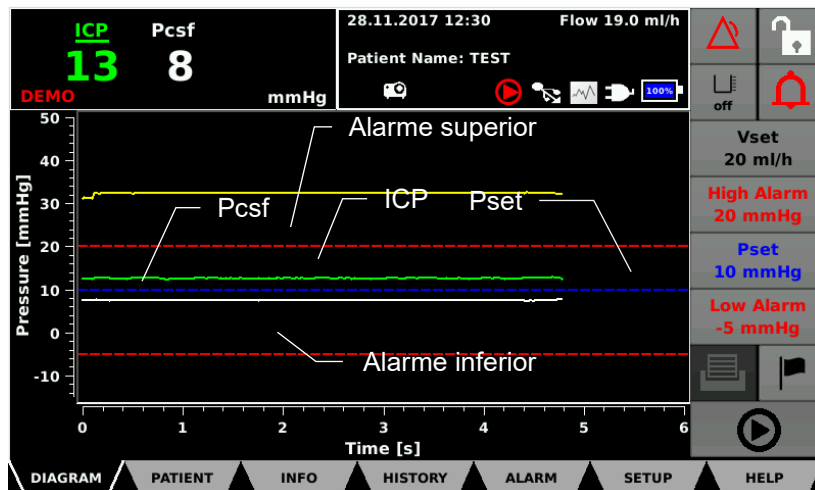 ICP Pcsf
13 8
DEMO mmHg
28.11.2017 12:30 Flow 19.0 ml/h
Patient Name: TEST
100%
off
Vset
20 ml/h
High Alarm
20 mmHg
Pset
10 mmHg
Low Alarm
-5 mmHg
Pressure [mmHg]
50
40
30
20
10
0
-10
Alarme superior
Pcsf ICP Pset
Alarme inferior
0 1 2 3 4 5 6
Time [s]
DIAGRAM PATIENT INFO HISTORY ALARM SETUP HELP